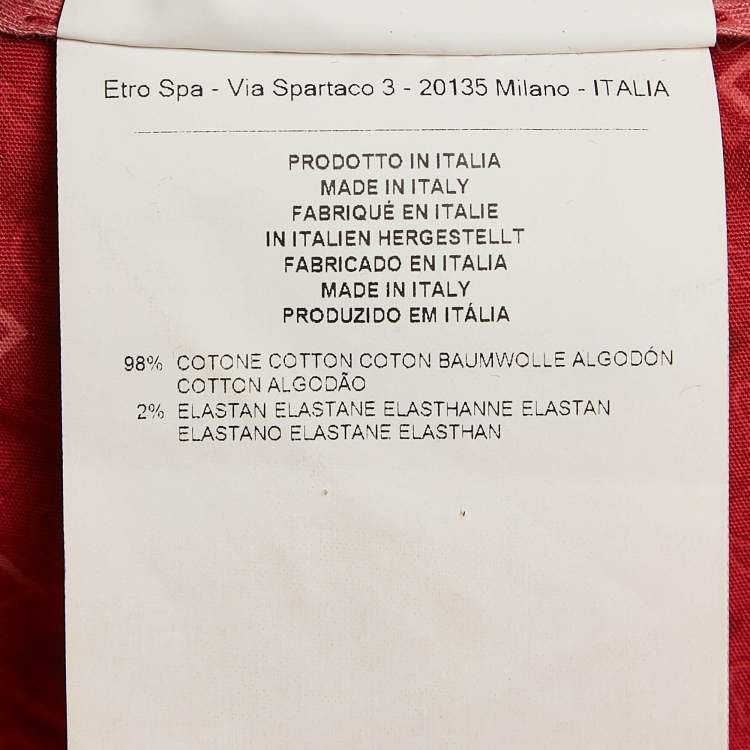 Etro Spa - Via Spartaco 3 - 20135 Milano - ITALIA
PRODOTTO IN ITALIA
MADE IN ITALY
FABRIQUÉ EN ITALIE
IN ITALIEN HERGESTELLT
FABRICADO EN ITALIA
MADE IN ITALY
PRODUZIDO EM ITÁLIA
98% COTONE COTTON COTON BAUMWOLLE ALGODÓN
COTTON ALGODÃO
2% ELASTAN ELASTANE ELASTHANNE ELASTAN
ELASTANO ELASTANE ELASTHAN